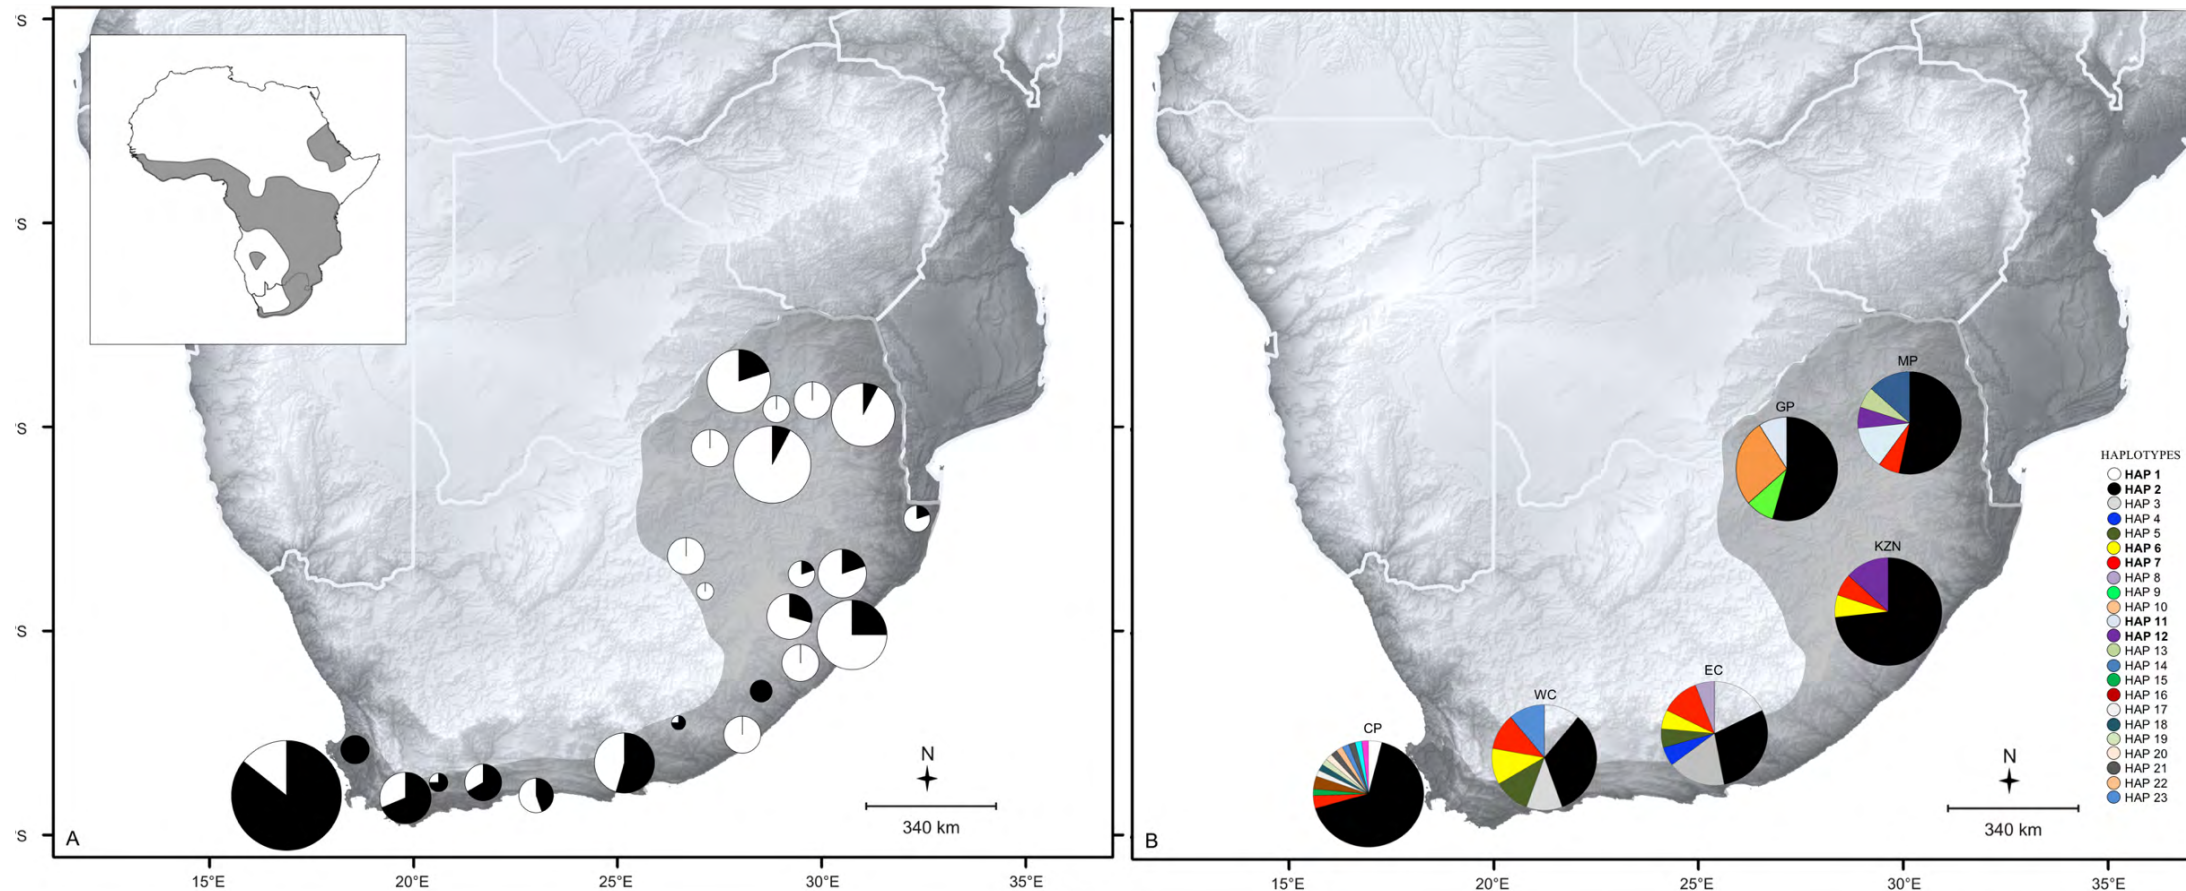 'S
'S
'S
'S
'S
N
340 km
A
15°E
20°E
25°E
30°E
35°E
MP
GP
KZN
EC
WC
CP
HAPLOTYPES
HAP 1
HAP 2
HAP 3
HAP 4
HAP 5
HAP 6
HAP 7
HAP 8
HAP 9
HAP 10
HAP 11
HAP 12
HAP 13
HAP 14
HAP 15
HAP 16
HAP 17
HAP 18
HAP 19
HAP 20
HAP 21
HAP 22
HAP 23
N
340 km
B
15°E
20°E
25°E
30°E
35°E